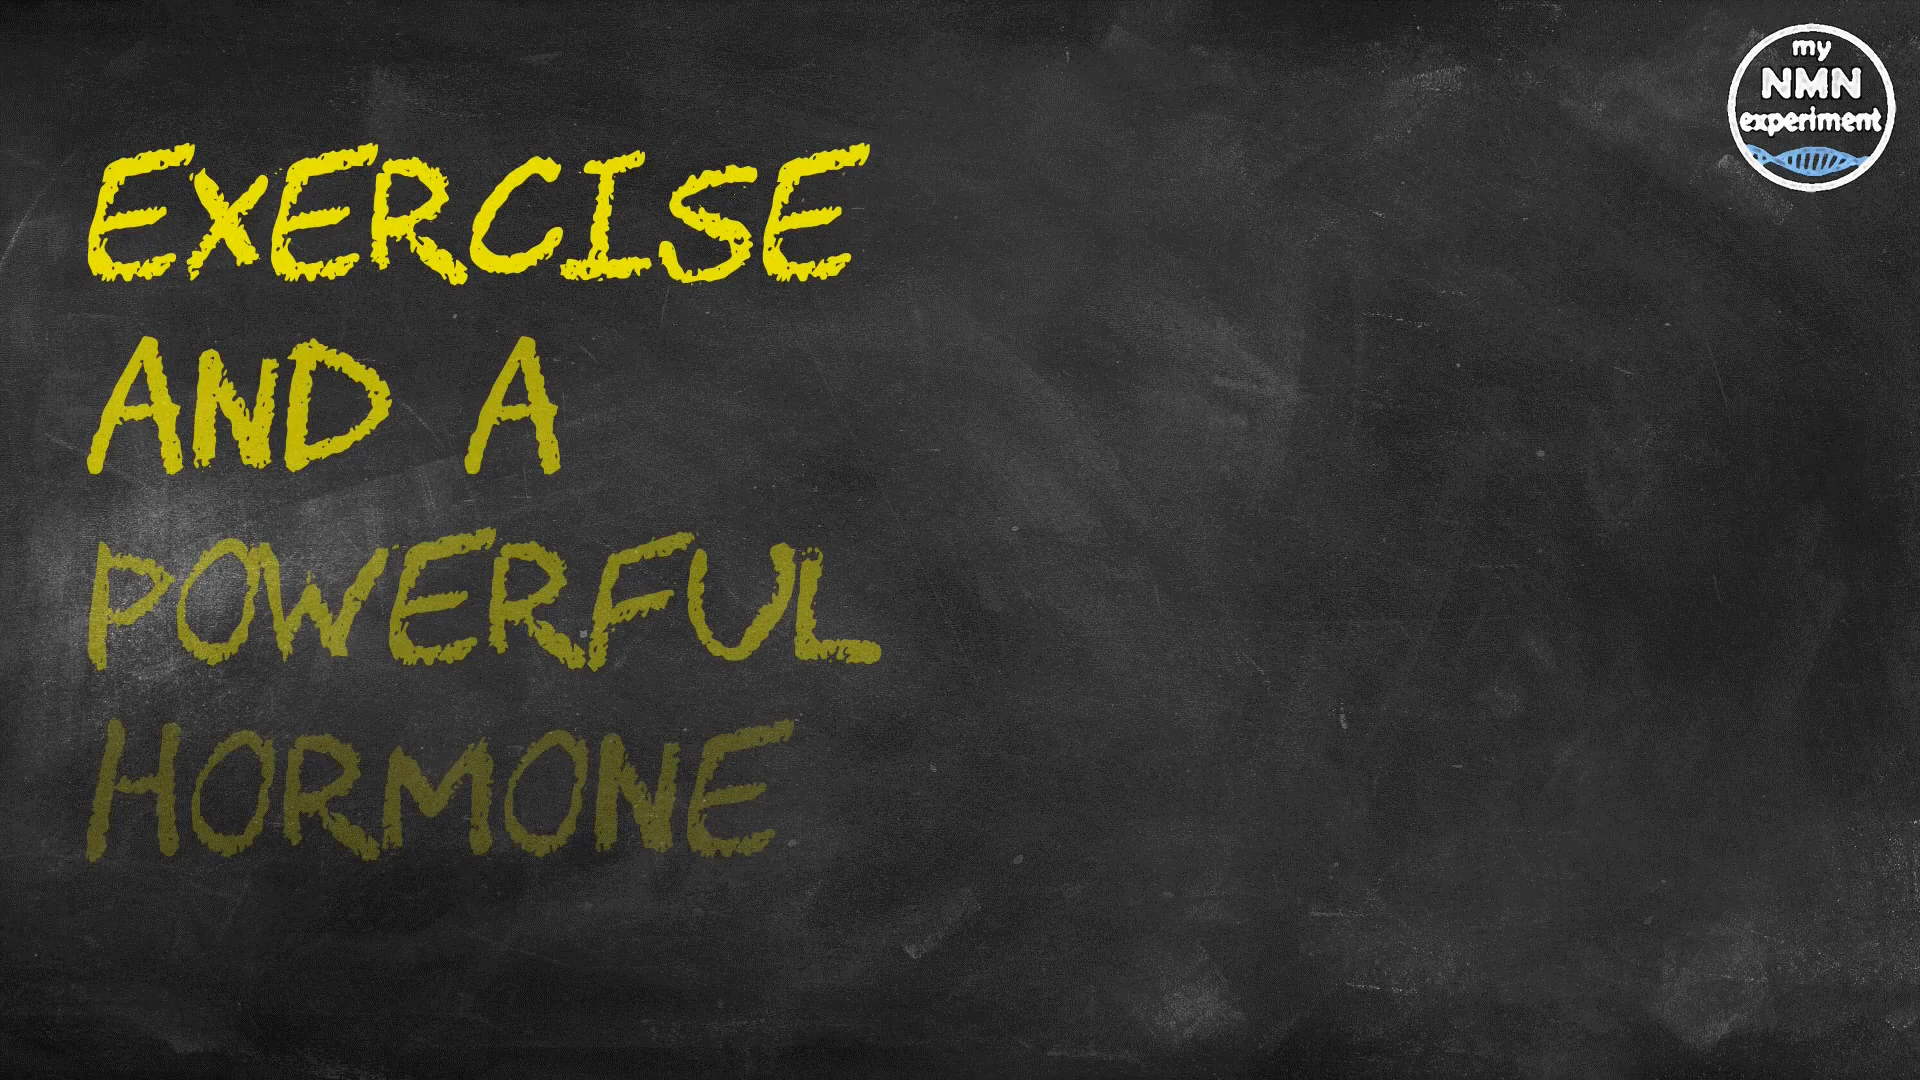 EXERCISE
AND A
POWERFUL
HORMONE
my
NMN
experiment